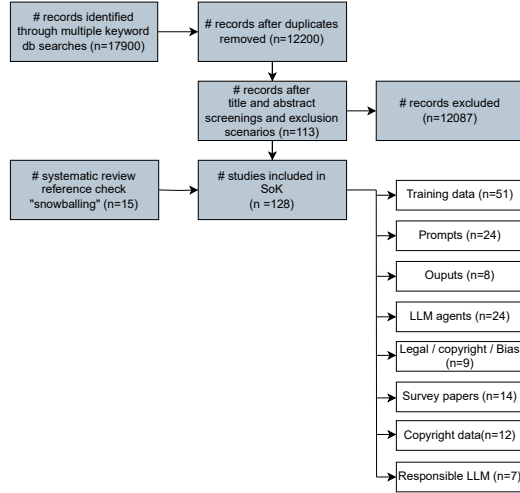 # records identified
through multiple keyword
db searches (n=17900)
# records after duplicates
removed (n=12200)
# records after
title and abstract
screenings and exclusion
scenarios (n=113)
# records excluded
(n=12087)
# systematic review
reference check
"snowballing" (n=15)
# studies included in
SoK
(n =128)
Training data (n=51)
Prompts (n=24)
Ouputs (n=8)
LLM agents (n=24)
Legal / copyright / Bias
(n=9)
Survey papers (n=14)
Copyright data(n=12)
Responsible LLM (n=7)